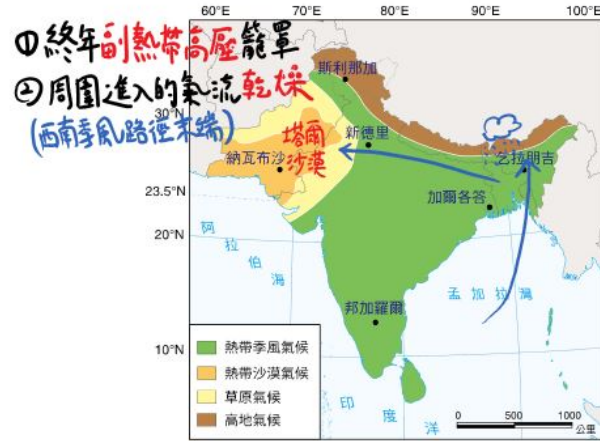 60°E 70°E 80°E 90°E 100°E
①終年副熱帶高壓籠罩
②周圍進入的氣流乾燥
(西南季風路徑末端)
30°N
23.5°N
20°N
10°N
斯利那加
塔爾
沙漠
新德里
納瓦布沙
乞拉朋吉
加爾各答
阿拉伯海
孟加拉灣
邦加羅爾
印度洋
熱帶季風氣候
熱帶沙漠氣候
草原氣候
高地氣候
0 500 1000
公里